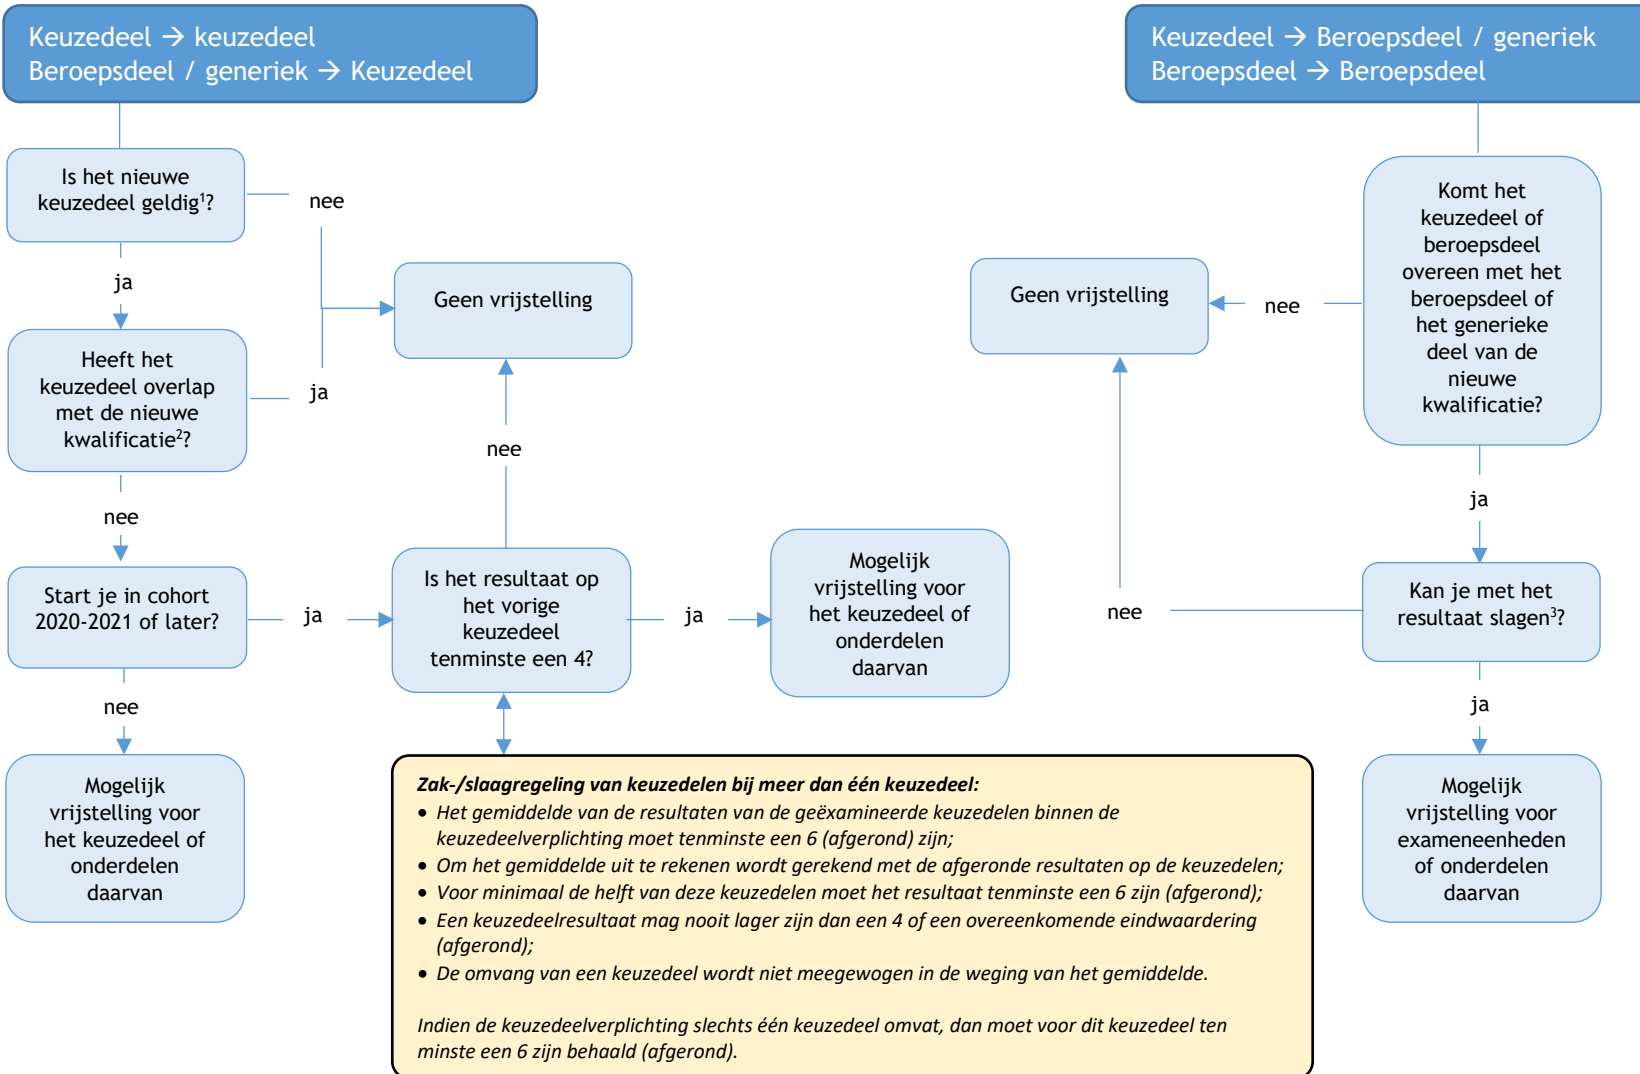 Keuzedeel → keuzedeel
Beroepsdeel / generiek → Keuzedeel
Is het nieuwe
keuzedeel geldig¹?
nee
ja
Heeft het
keuzedeel overlap
met de nieuwe
kwalificatie²?
ja
Geen vrijstelling
nee
nee
Start je in cohort
2020-2021 of later?
ja
Is het resultaat op
het vorige
keuzedeel
tenminste een 4?
ja
Mogelijk
vrijstelling voor
het keuzedeel of
onderdelen
daarvan
nee
Mogelijk
vrijstelling voor
het keuzedeel of
onderdelen
daarvan
Zak-/slaagregeling van keuzedelen bij meer dan één keuzedeel:
• Het gemiddelde van de resultaten van de geëxamineerde keuzedelen binnen de
keuzedeelverplichting moet tenminste een 6 (afgerond) zijn;
• Om het gemiddelde uit te rekenen wordt gerekend met de afgeronde resultaten op de keuzedelen;
• Voor minimaal de helft van deze keuzedelen moet het resultaat tenminste een 6 zijn (afgerond);
• Een keuzedeelresultaat mag nooit lager zijn dan een 4 of een overeenkomende eindwaardering
(afgerond);
• De omvang van een keuzedeel wordt niet meegewogen in de weging van het gemiddelde.
Indien de keuzedeelverplichting slechts één keuzedeel omvat, dan moet voor dit keuzedeel ten
minste een 6 zijn behaald (afgerond).
Keuzedeel → Beroepsdeel / generiek
Beroepsdeel → Beroepsdeel
Komt het
keuzedeel of
beroepsdeel
overeen met het
beroepsdeel of
het generieke
deel van de
nieuwe
kwalificatie?
nee
Geen vrijstelling
ja
Kan je met het
resultaat slagen³?
nee
ja
Mogelijk
vrijstelling voor
exameneenheden
of onderdelen
daarvan